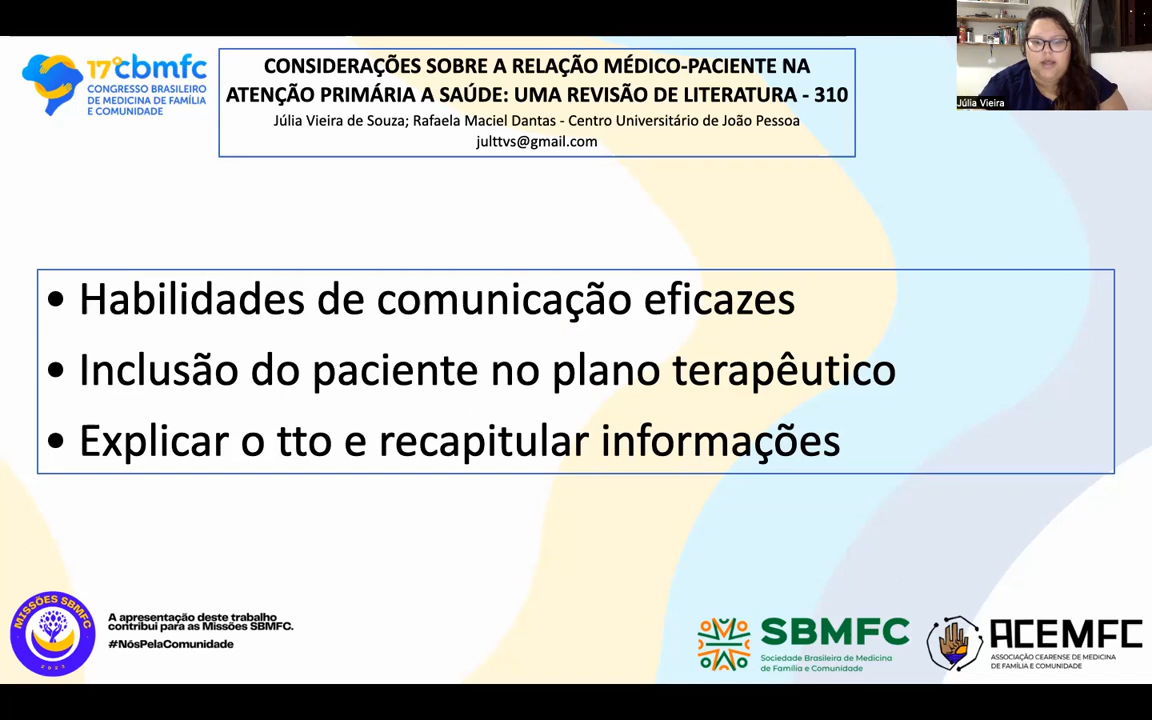 17º cbmfc
CONGRESSO BRASILEIRO
DE MEDICINA DE FAMÍLIA
E COMUNIDADE
CONSIDERAÇÕES SOBRE A RELAÇÃO MÉDICO-PACIENTE NA
ATENÇÃO PRIMÁRIA A SAÚDE: UMA REVISÃO DE LITERATURA - 310
Júlia Vieira de Souza; Rafaela Maciel Dantas - Centro Universitário de João Pessoa
julttvs@gmail.com
Júlia Vieira
• Habilidades de comunicação eficazes
• Inclusão do paciente no plano terapêutico
• Explicar o tto e recapitular informações
MISSÕES SBMFC
2023
A apresentação deste trabalho
contribui para as Missões SBMFC.
#NósPelaComunidade
SBMFC
Sociedade Brasileira de Medicina
de Família e Comunidade
ACEMFC
ASSOCIAÇÃO CEARENSE DE MEDICINA
DE FAMÍLIA E COMUNIDADE